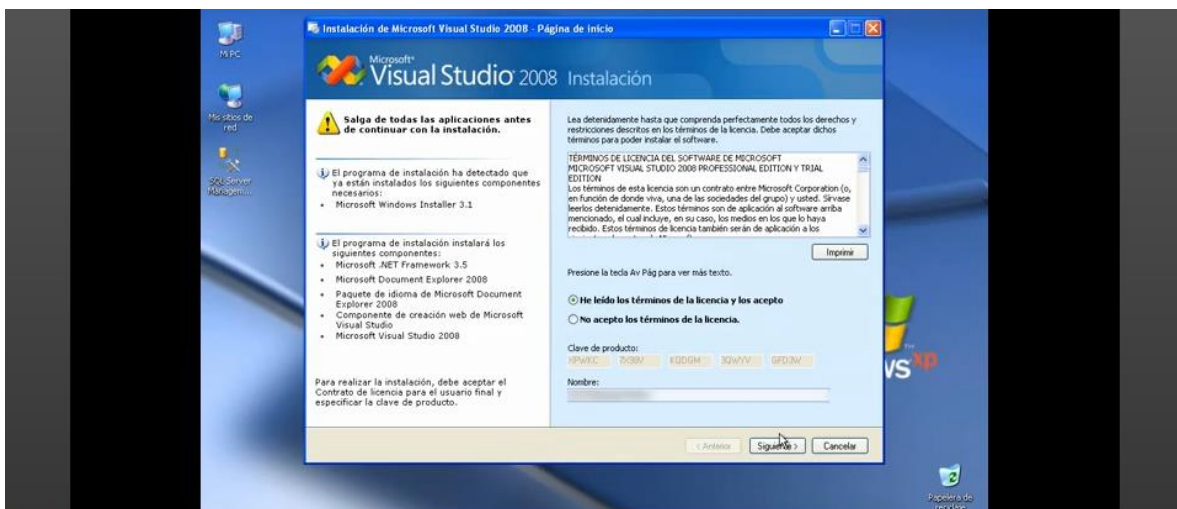 Mi PC
Mis sitios de
red
SQL Server
Managem...
Instalación de Microsoft Visual Studio 2008 - Página de inicio
Microsoft®
Visual Studio® 2008 Instalación
Salga de todas las aplicaciones antes
de continuar con la instalación.
El programa de instalación ha detectado que
ya están instalados los siguientes componentes
necesarios:
• Microsoft Windows Installer 3.1
El programa de instalación instalará los
siguientes componentes:
• Microsoft .NET Framework 3.5
• Microsoft Document Explorer 2008
• Paquete de idioma de Microsoft Document
Explorer 2008
• Componente de creación web de Microsoft
Visual Studio
• Microsoft Visual Studio 2008
Para realizar la instalación, debe aceptar el
Contrato de licencia para el usuario final y
especificar la clave de producto.
Lea detenidamente hasta que comprenda perfectamente todos los derechos y
restricciones descritos en los términos de la licencia. Debe aceptar dichos
términos para poder instalar el software.
TÉRMINOS DE LICENCIA DEL SOFTWARE DE MICROSOFT
MICROSOFT VISUAL STUDIO 2008 PROFESSIONAL EDITION Y TRIAL
EDITION
Los términos de esta licencia son un contrato entre Microsoft Corporation (o,
en función de donde viva, una de las sociedades del grupo) y usted. Sírvase
leerlos detenidamente. Estos términos son de aplicación al software arriba
mencionado, el cual incluye, en su caso, los medios en los que lo haya
recibido. Estos términos de licencia también serán de aplicación a los
Imprimir
Presione la tecla Av Pág para ver más texto.
He leído los términos de la licencia y los acepto
No acepto los términos de la licencia.
Clave de producto:
Nombre:
< Anterior
Siguiente >
Cancelar
ws xp
Papelera de
reciclaje